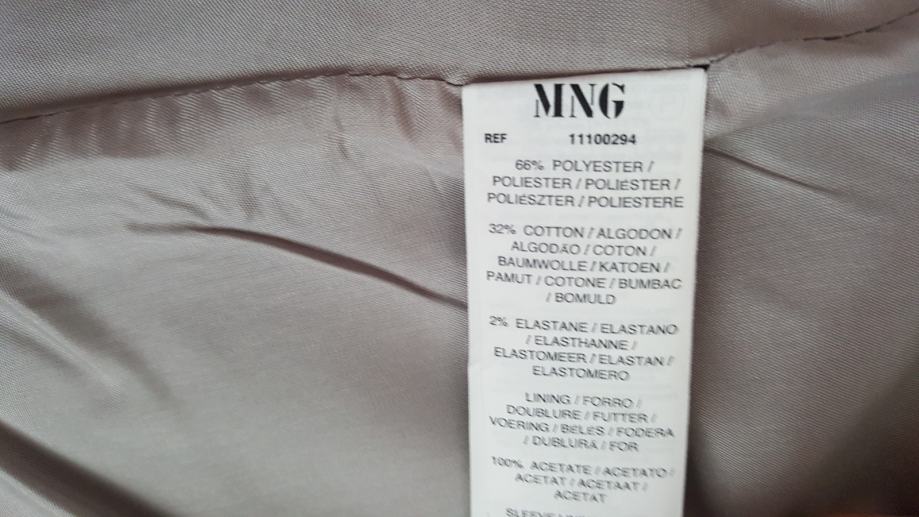 MNG
REF 11100294
66% POLYESTER /
POLIESTER / POLIÉSTER /
POLIÉSZTER / POLIESTERE
32% COTTON / ALGODON /
ALGODÃO / COTON /
BAUMWOLLE / KATOEN /
PAMUT / COTONE / BUMBAC
/ BOMULD
2% ELASTANE / ELASTANO
/ ELASTHANNE /
ELASTOMEER / ELASTAN /
ELASTOMERO
LINING / FORRO /
DOUBLURE / FUTTER /
VOERING / BÉLÉS / FODERA
/ DUBLURA / FOR
100% ACETATE / ACETATO /
ACETAT / ACETAAT /
ACETAT
SLEEVE